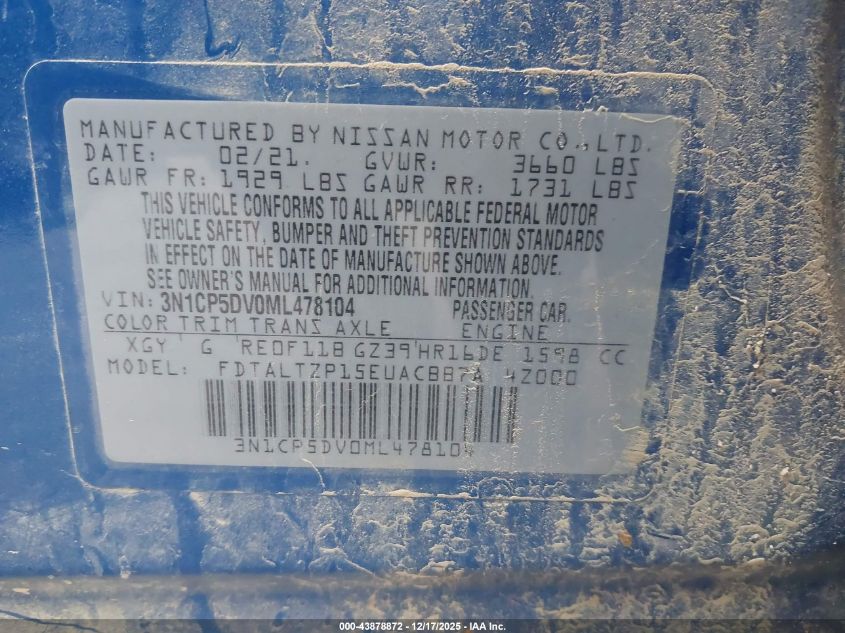 MANUFACTURED BY NISSAN MOTOR CO., LTD.
DATE: 02/21. GVWR: 3660 LBS
GAWR FR: 1929 LBS GAWR RR: 1731 LBS
THIS VEHICLE CONFORMS TO ALL APPLICABLE FEDERAL MOTOR
VEHICLE SAFETY, BUMPER AND THEFT PREVENTION STANDARDS
IN EFFECT ON THE DATE OF MANUFACTURE SHOWN ABOVE.
SEE OWNER'S MANUAL FOR ADDITIONAL INFORMATION.
VIN: 3N1CP5DV0ML478104 PASSENGER CAR.
COLOR TRIM TRANS AXLE ENGINE
XGY G RE0F11B GZ39 HR16DE 1598 CC
MODEL: FDTALTZP15EUACBB7A 4Z000
3N1CP5DV0ML478104
000-43878872 - 12/17/2025 - IAA Inc.